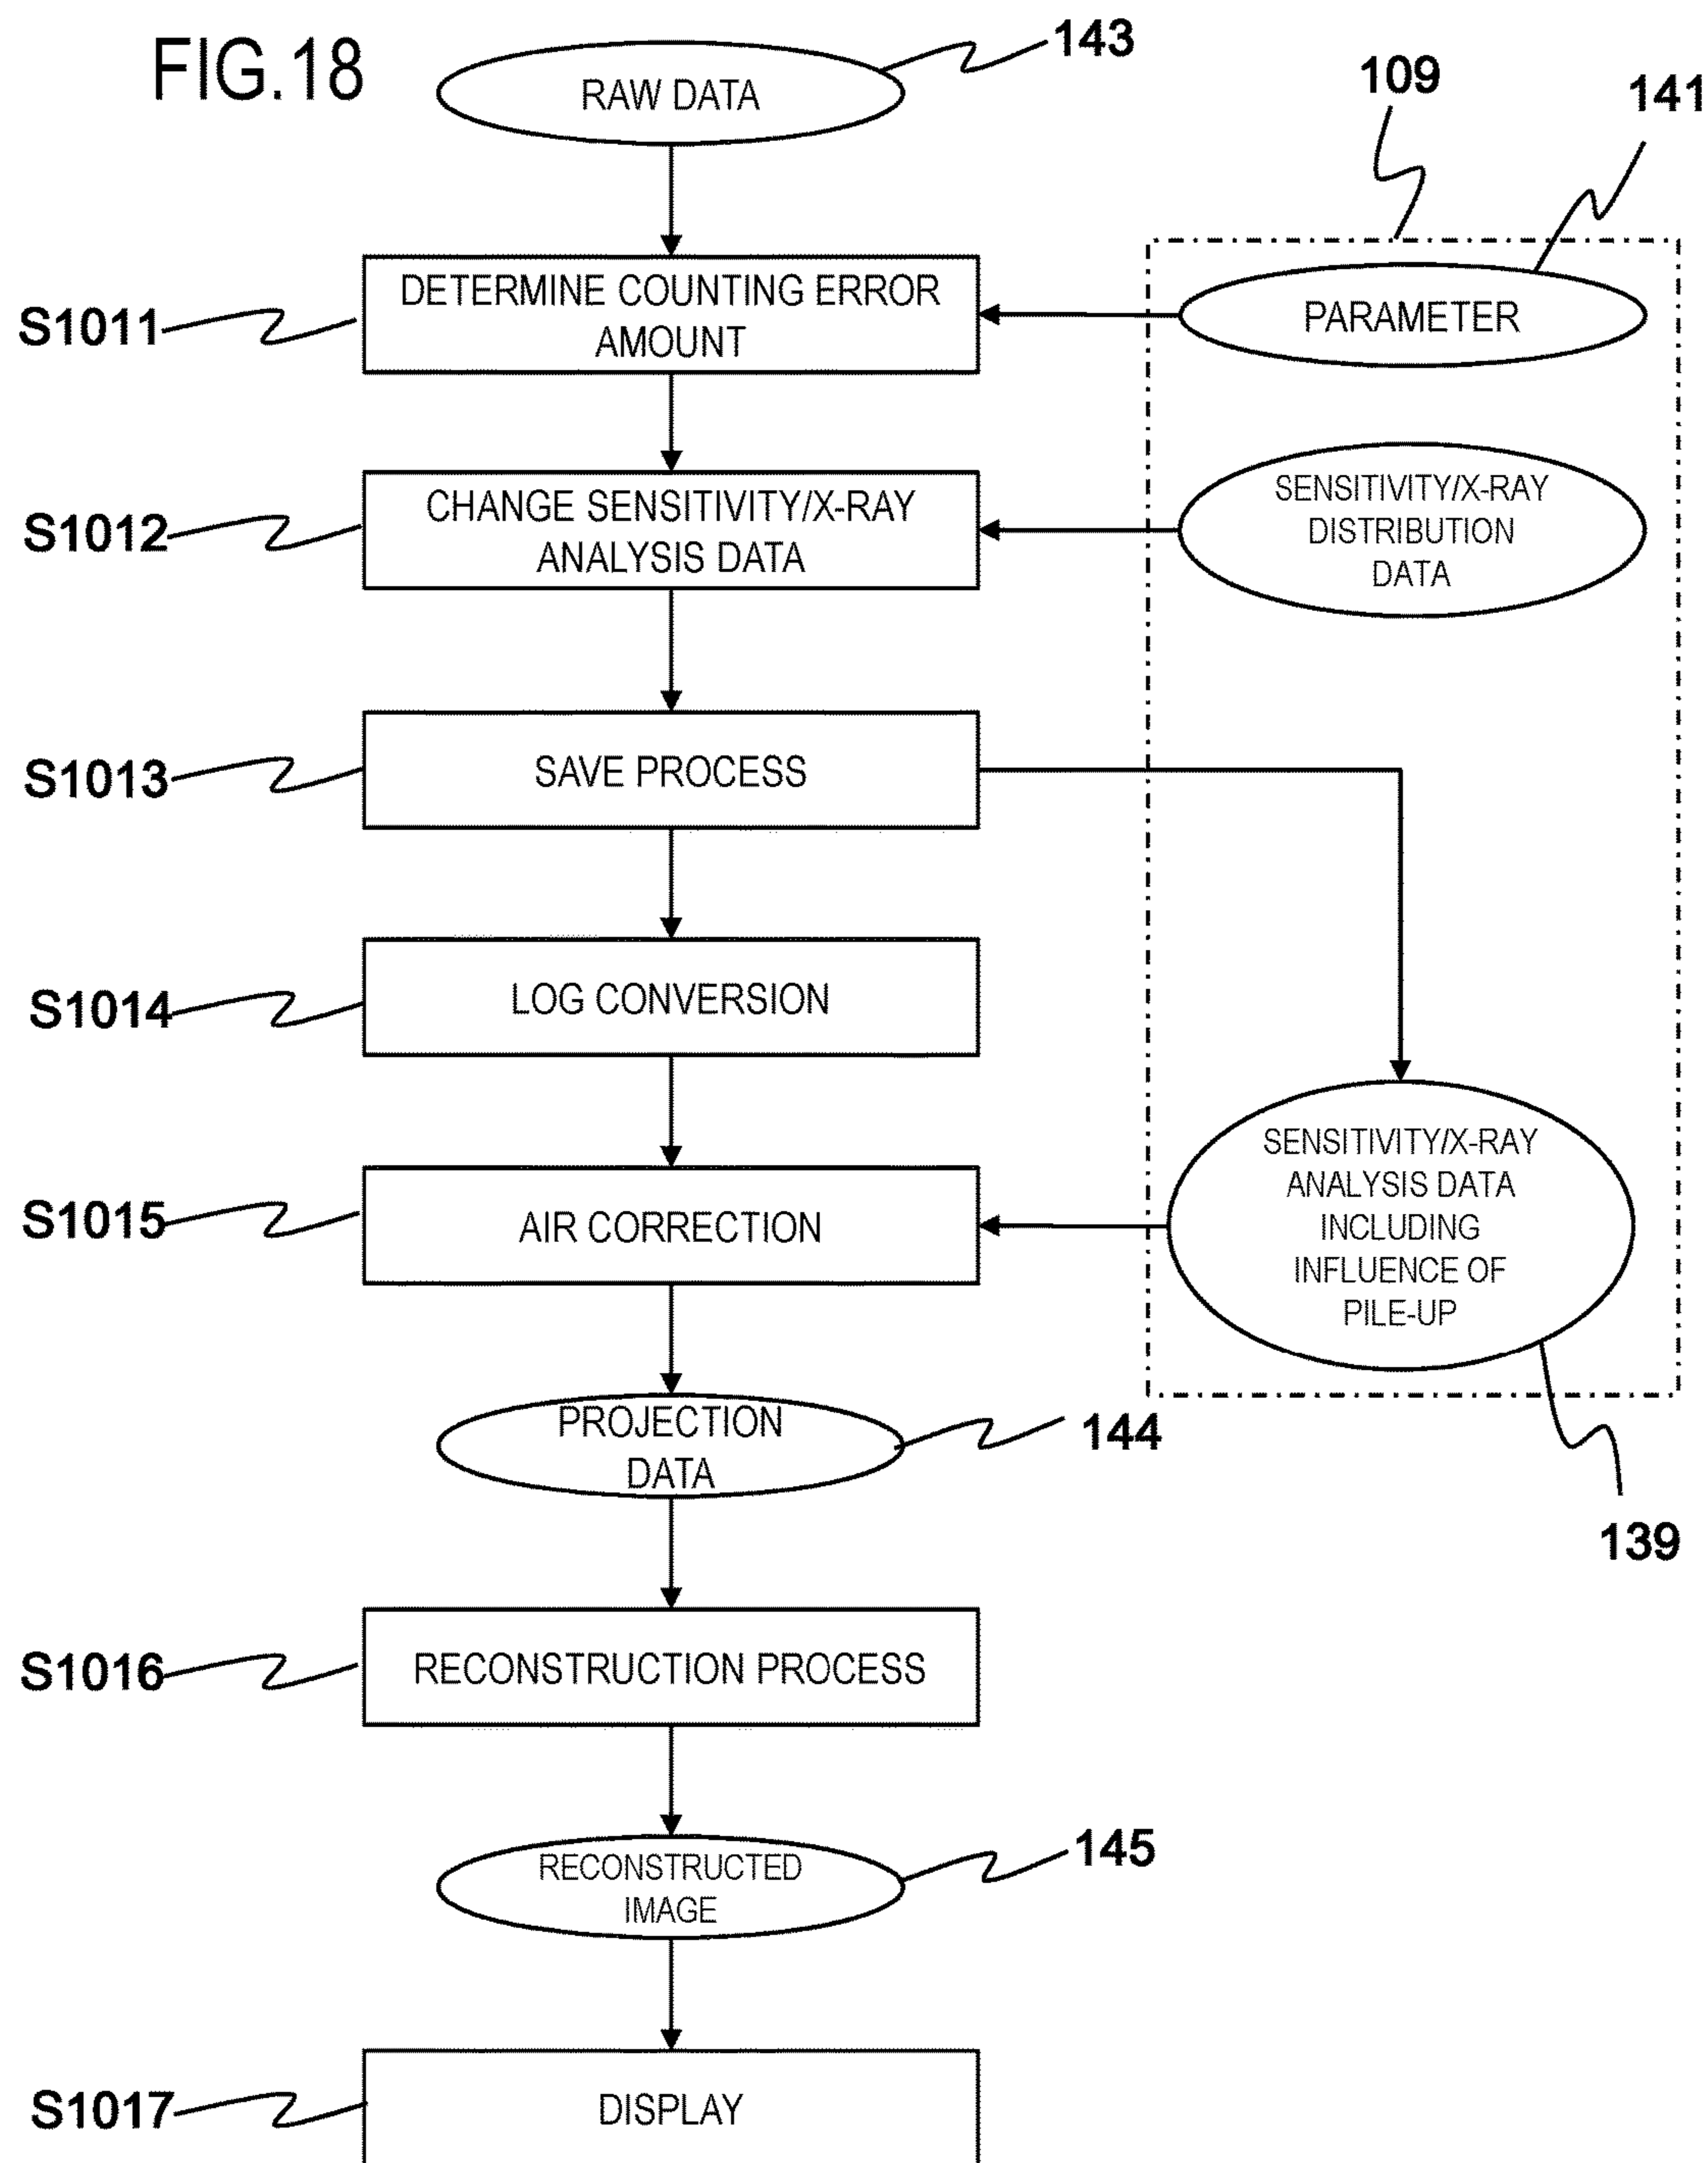 FIG.18
143
RAW DATA
109
141
S1011
DETERMINE COUNTING ERROR
AMOUNT
PARAMETER
S1012
CHANGE SENSITIVITY/X-RAY
ANALYSIS DATA
SENSITIVITY/X-RAY
DISTRIBUTION
DATA
S1013
SAVE PROCESS
S1014
LOG CONVERSION
S1015
AIR CORRECTION
SENSITIVITY/X-RAY
ANALYSIS DATA
INCLUDING
INFLUENCE OF
PILE-UP
139
PROJECTION
DATA
144
S1016
RECONSTRUCTION PROCESS
RECONSTRUCTED
IMAGE
145
S1017
DISPLAY